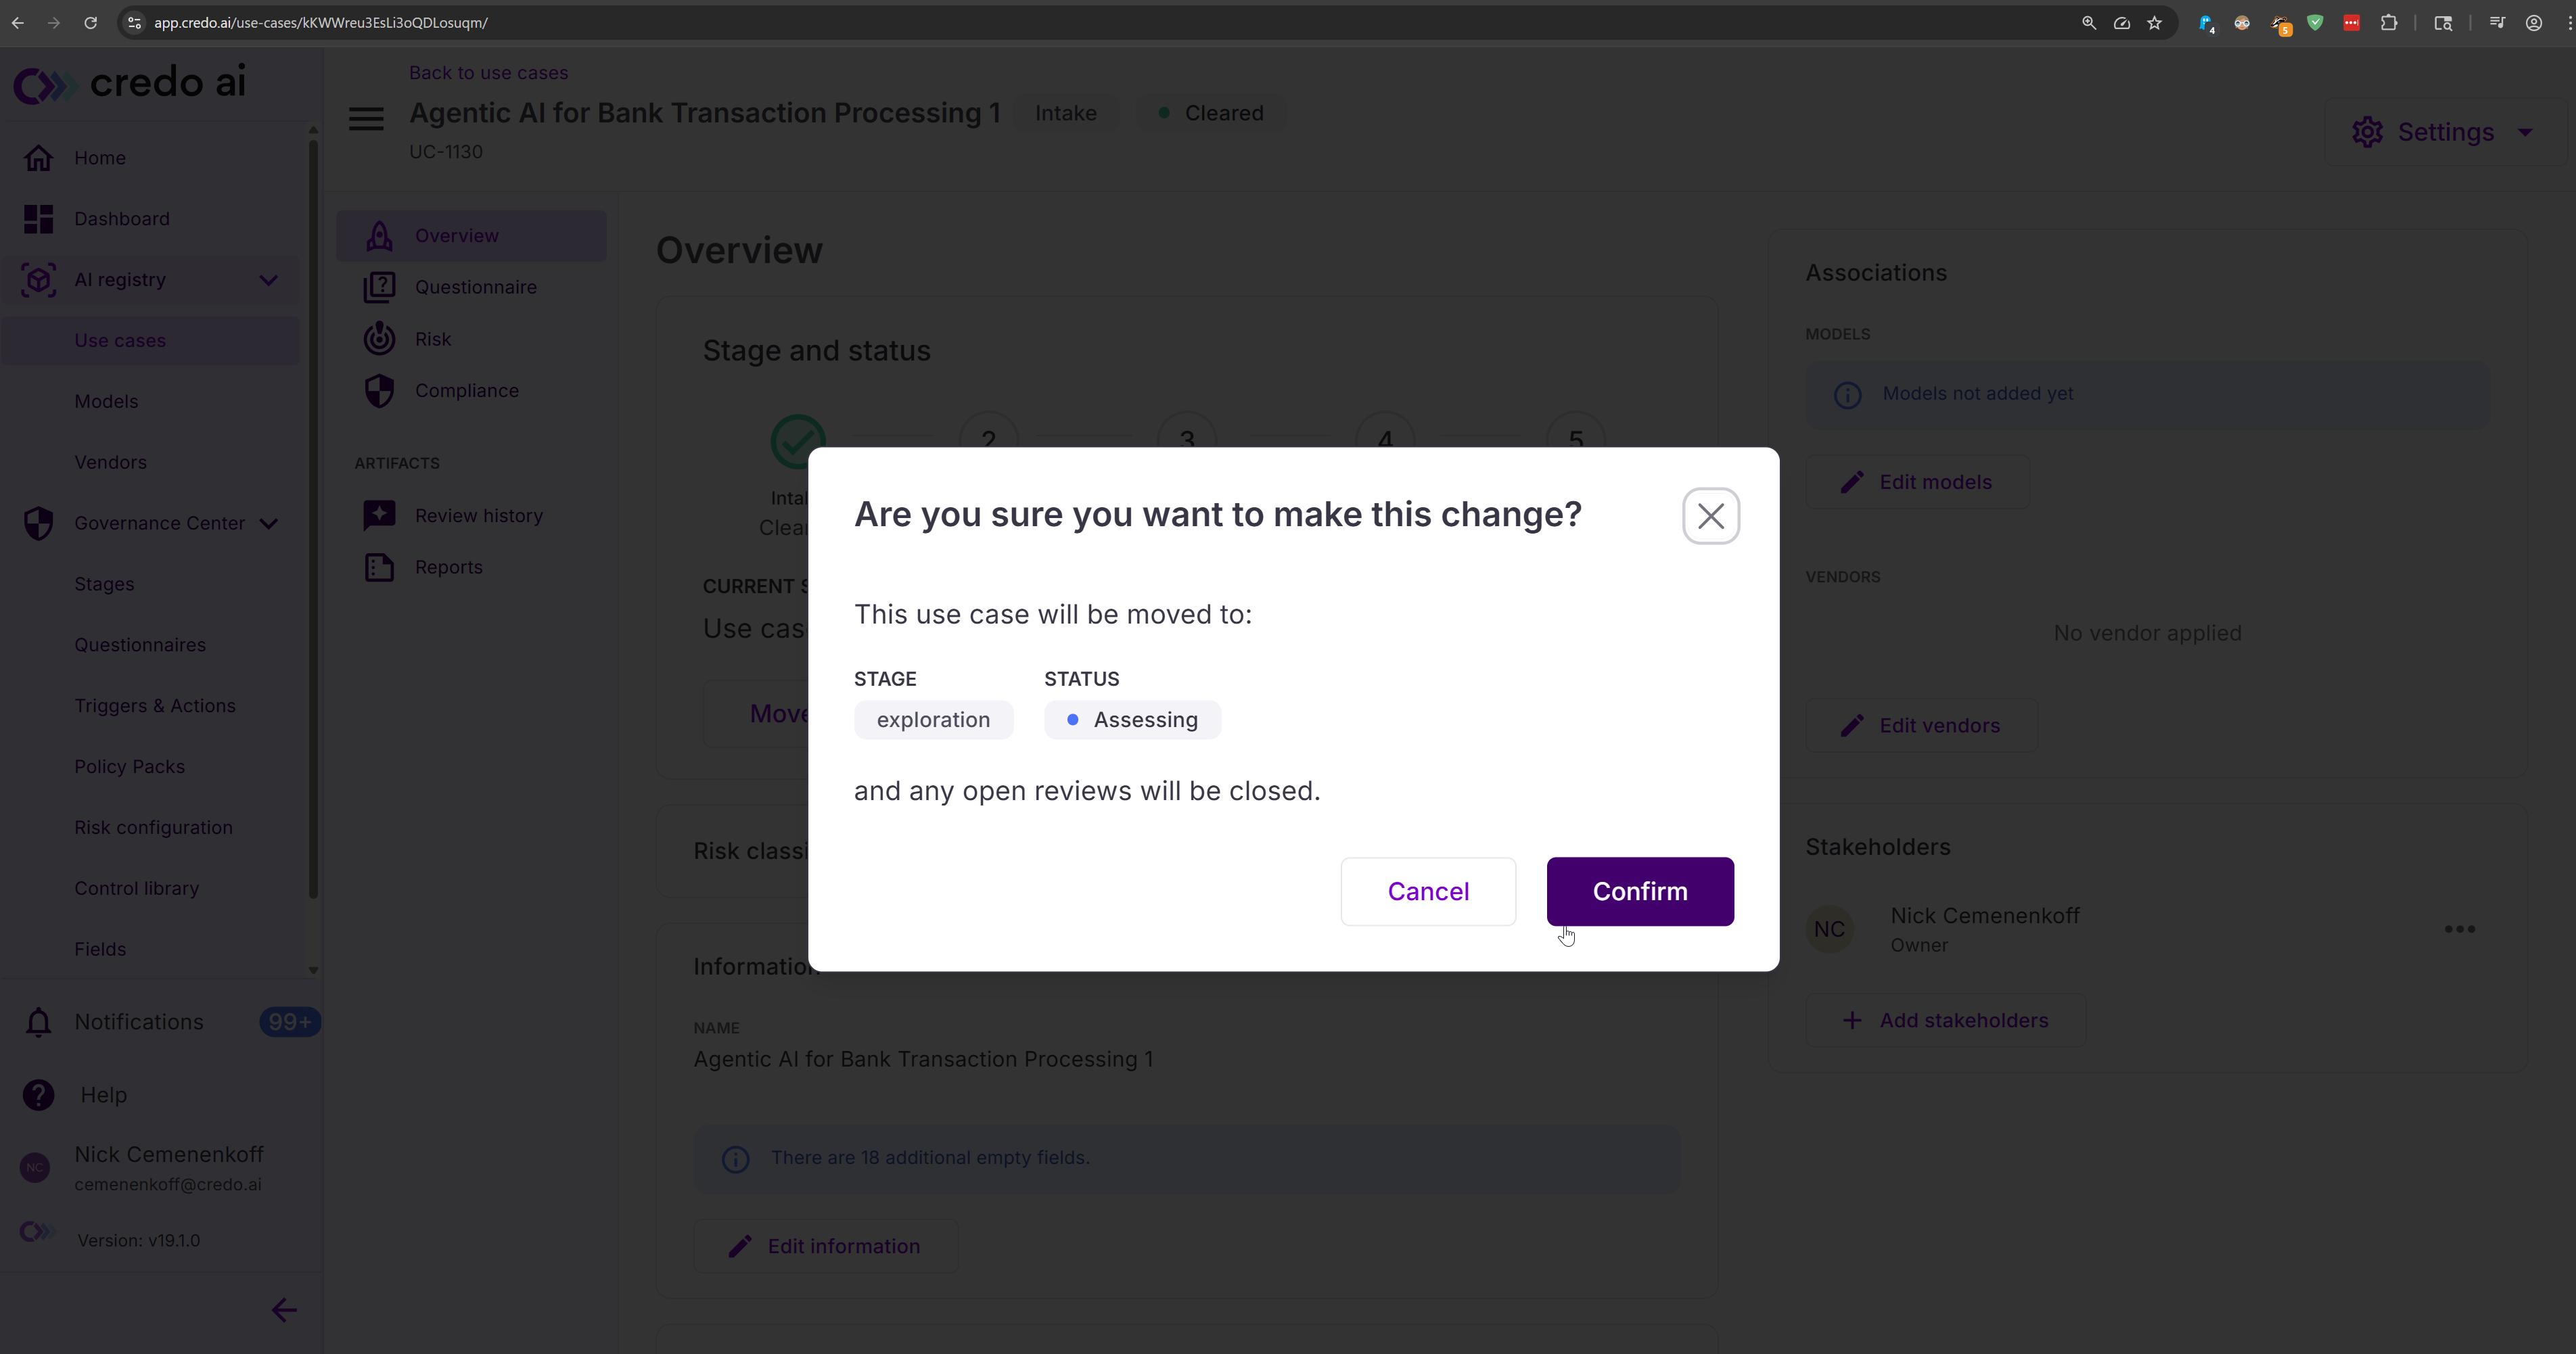 app.credo.ai/use-cases/kKWWreu3EsLi3oQDLosuqm/
4
5
credo ai
Home
Dashboard
AI registry
Use cases
Models
Vendors
Governance Center
Stages
Questionnaires
Triggers & Actions
Policy Packs
Risk configuration
Control library
Fields
Notifications 99+
Help
NC
Nick Cemenenkoff
cemenenkoff@credo.ai
Version: v19.1.0
Back to use cases
Agentic AI for Bank Transaction Processing 1 Intake Cleared
UC-1130
Settings
Overview
Questionnaire
Risk
Compliance
ARTIFACTS
Review history
Reports
Overview
Stage and status
2 3 4 5
Intal
Clear
CURRENT S
Use cas
Move
Risk classi
Information
NAME
Agentic AI for Bank Transaction Processing 1
There are 18 additional empty fields.
Edit information
Are you sure you want to make this change?
This use case will be moved to:
STAGE STATUS
exploration Assessing
and any open reviews will be closed.
Cancel Confirm
Associations
MODELS
Models not added yet
Edit models
VENDORS
No vendor applied
Edit vendors
Stakeholders
NC
Nick Cemenenkoff
Owner
Add stakeholders